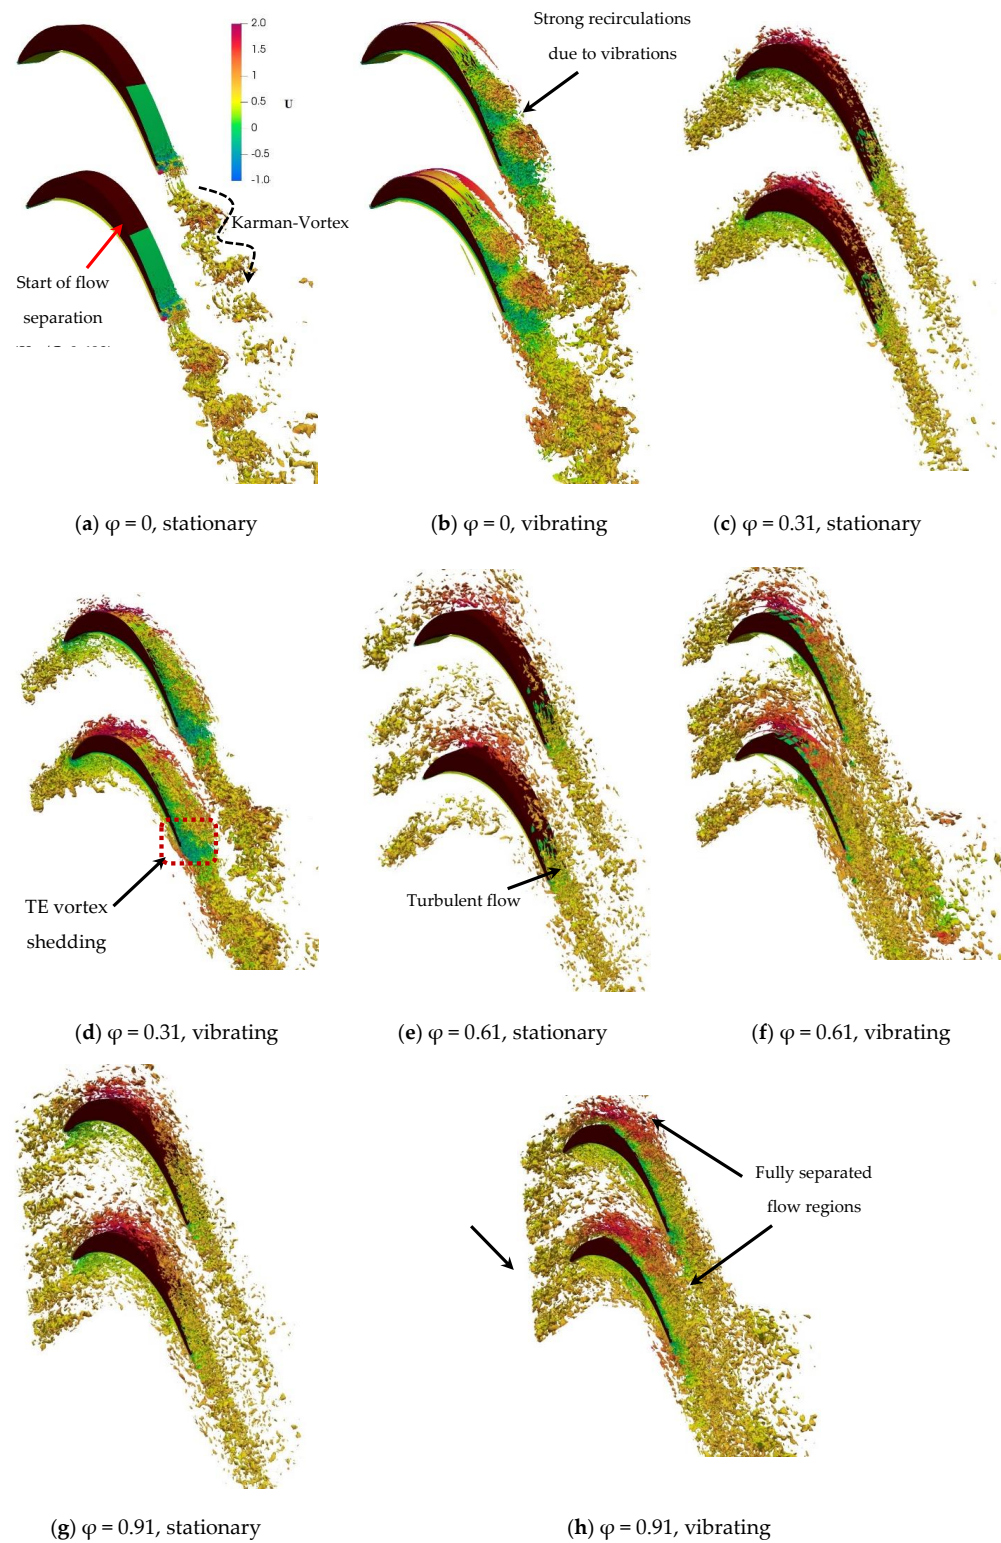 2.0
1.5
1
0.5
0
-0.5
-1.0
U
Karman-Vortex
Start of flow
separation
Strong recirculations
due to vibrations
(a) φ = 0, stationary
(b) φ = 0, vibrating
(c) φ = 0.31, stationary
TE vortex
shedding
Turbulent flow
(d) φ = 0.31, vibrating
(e) φ = 0.61, stationary
(f) φ = 0.61, vibrating
Fully separated
flow regions
(g) φ = 0.91, stationary
(h) φ = 0.91, vibrating